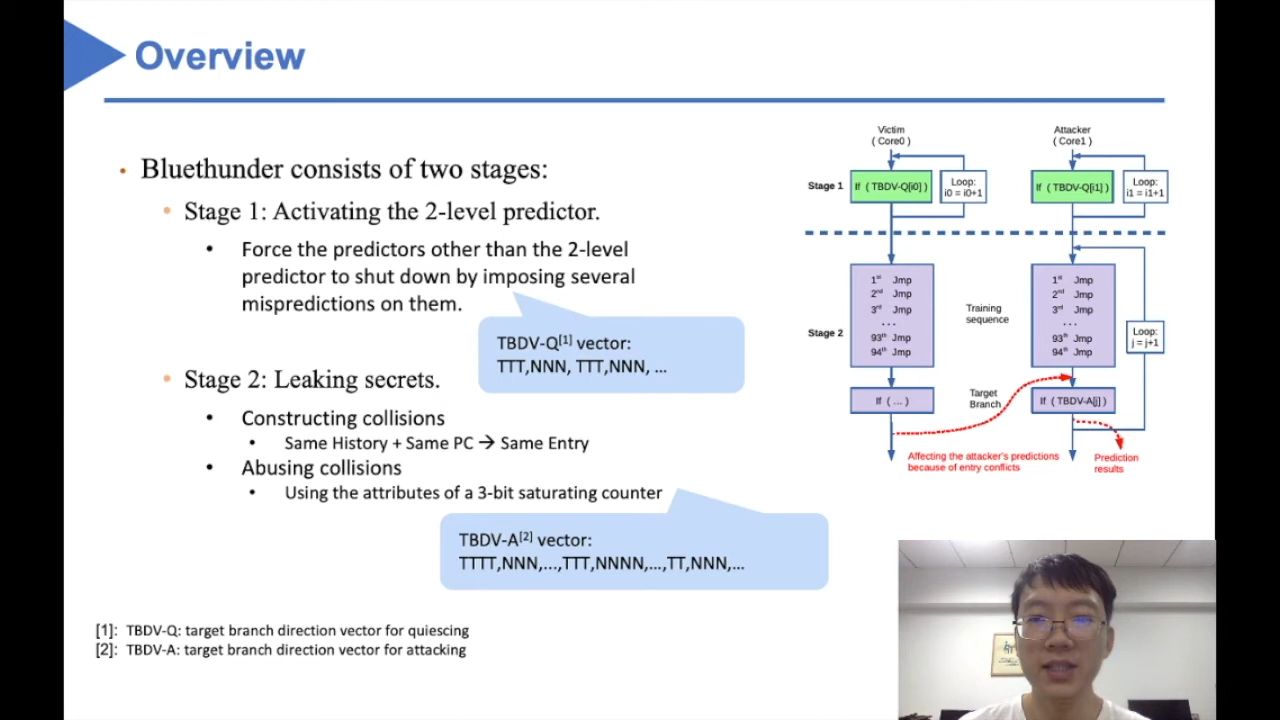 Overview
• Bluethunder consists of two stages:
• Stage 1: Activating the 2-level predictor.
• Force the predictors other than the 2-level
predictor to shut down by imposing several
mispredictions on them.
TBDV-Q[1] vector:
TTT,NNN, TTT,NNN, ...
• Stage 2: Leaking secrets.
• Constructing collisions
• Same History + Same PC → Same Entry
• Abusing collisions
• Using the attributes of a 3-bit saturating counter
TBDV-A[2] vector:
TTTT,NNN,...,TTT,NNNN,...,TT,NNN,...
[1]: TBDV-Q: target branch direction vector for quiescing
[2]: TBDV-A: target branch direction vector for attacking
Victim
( Core0 )
Attacker
( Core1 )
Stage 1
If ( TBDV-Q[i0] )
Loop:
i0 = i0+1
If ( TBDV-Q[i1] )
Loop:
i1 = i1+1
Stage 2
1st Jmp
2nd Jmp
3rd Jmp
...
93th Jmp
94th Jmp
Training
sequence
1st Jmp
2nd Jmp
3rd Jmp
...
93th Jmp
94th Jmp
Loop:
j = j+1
If ( ... )
Target
Branch
If ( TBDV-A[j] )
Affecting the attacker's predictions
because of entry conflicts
Prediction
results